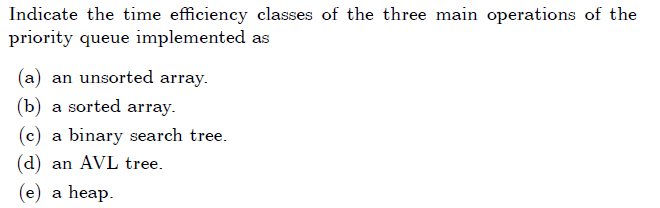 Indicate the time efficiency classes of the three main operations of the
priority queue implemented as
(a) an unsorted array.
(b) a sorted array.
(c) a binary search tree.
(d) an AVL tree.
(e) a heap.